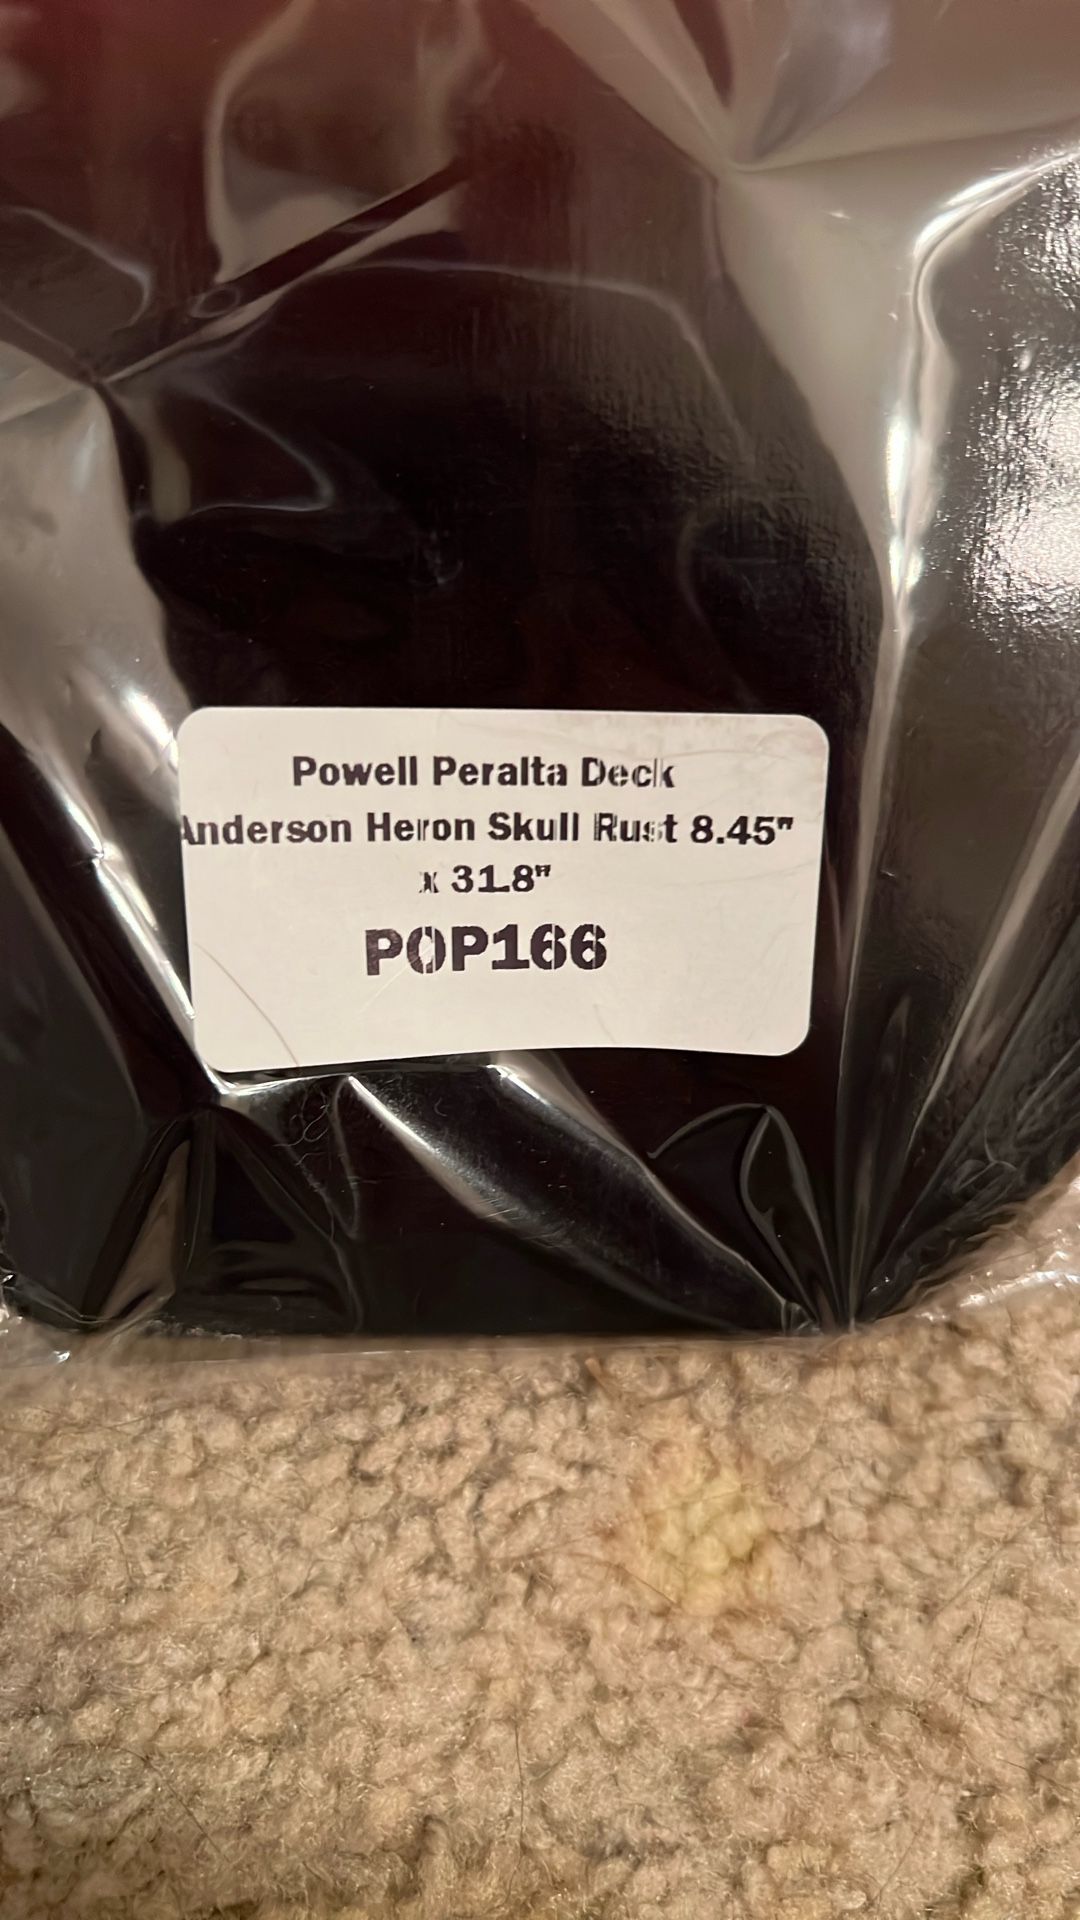 Powell Peralta Deck
Anderson Heron Skull Rust 8.45"
x 31.8"
POP166